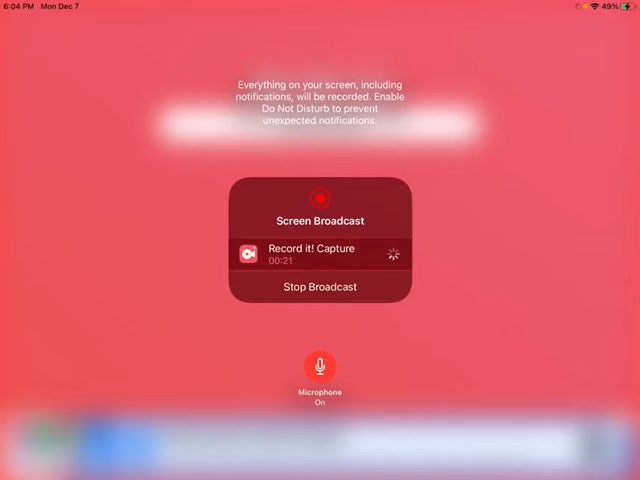 6:04 PM Mon Dec 7
49%
Everything on your screen, including
notifications, will be recorded. Enable
Do Not Disturb to prevent
unexpected notifications.
Screen Broadcast
Record it! Capture
00:21
Stop Broadcast
Microphone
On